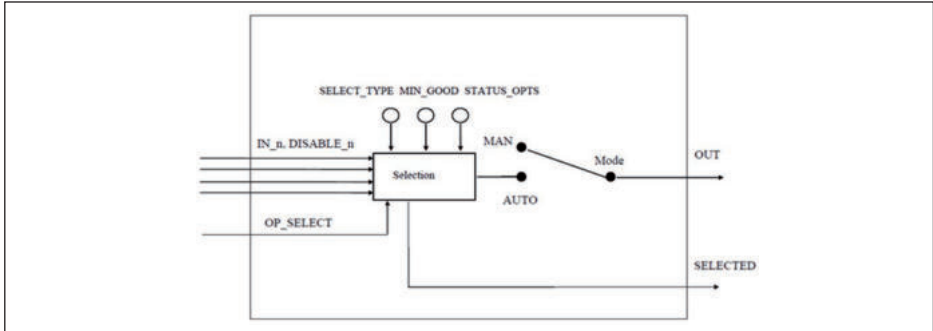 SELECT_TYPE MIN_GOOD STATUS_OPTS
IN_n, DISABLE_n
MAN
Mode
OUT
Selection
AUTO
OP_SELECT
SELECTED